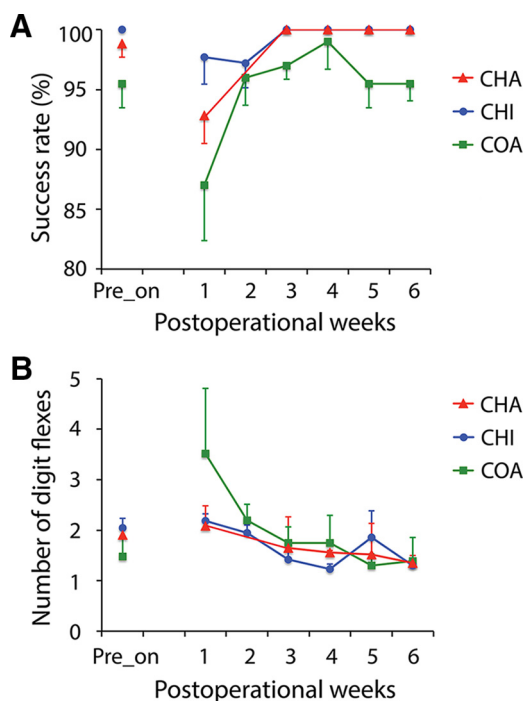 A
Success rate (%)
100
95
90
85
80
Pre_on 1 2 3 4 5 6
Postoperational weeks
CHA
CHI
COA
B
Number of digit flexes
5
4
3
2
1
0
Pre_on 1 2 3 4 5 6
Postoperational weeks
CHA
CHI
COA